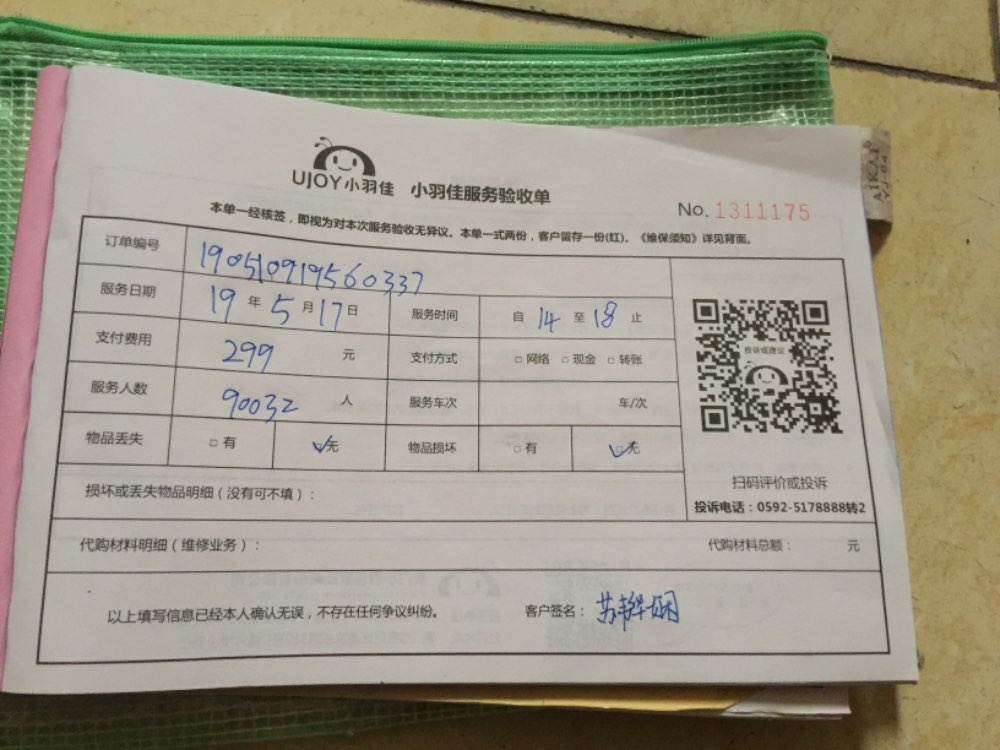 UJOY小羽佳 小羽佳服务验收单
No. 1311175
本单一经核签，即视为对本次服务验收无异议。本单一式两份，客户留存一份(红)。《维保须知》详见背面。
订单编号 190510919560337
服务日期 19 年 5 月 17 日 服务时间 自 14 至 18 止
支付费用 299 元 支付方式 □ 网络 □ 现金 □ 转账
服务人数 90032 人 服务车次 车/次
物品丢失 □ 有 ☑ 无 物品损坏 □ 有 ☑ 无
投诉或建议
扫码评价或投诉
投诉电话：0592-5178888转2
损坏或丢失物品明细（没有可不填）：
代购材料明细（维修业务）： 代购材料总额： 元
以上填写信息已经本人确认无误，不存在任何争议纠纷。 客户签名：
AIKAI
YJ-B4